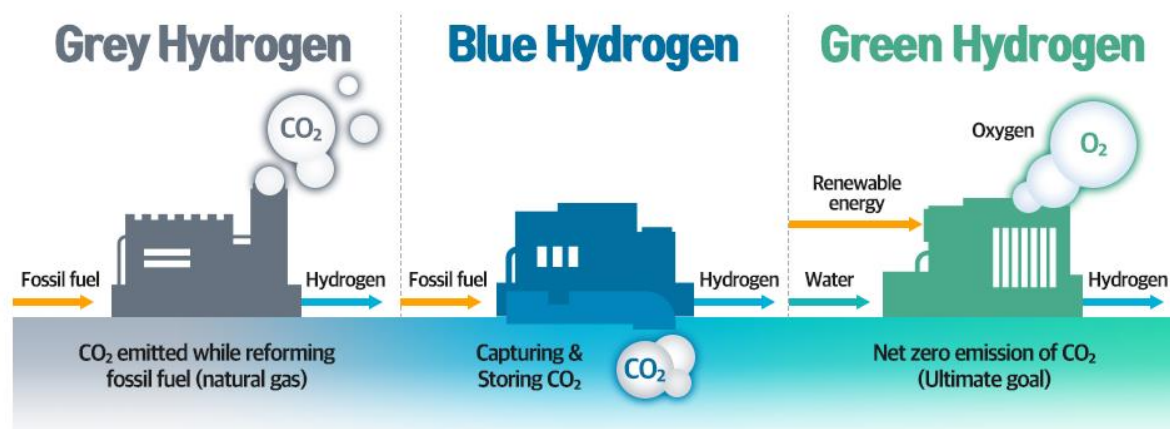 Grey Hydrogen
CO₂
Fossil fuel
Hydrogen
CO₂ emitted while reforming
fossil fuel (natural gas)
Blue Hydrogen
Fossil fuel
Hydrogen
Capturing &
Storing CO₂
CO₂
Green Hydrogen
Oxygen
O₂
Renewable
energy
Water
Hydrogen
Net zero emission of CO₂
(Ultimate goal)